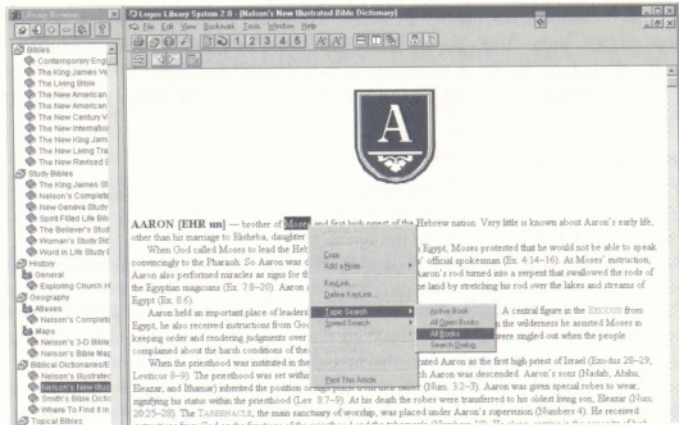 Library Browser
Logos Library System 2.0 - [Nelson's New Illustrated Bible Dictionary]
File Edit View Bookmark Tools Window Help
1 2 3 4 5
Bibles
Contemporary Engl
The King James Ve
The Living Bible
The New American
The New American
The New Century V
The New Internation
The New King Jam
The New Living Tra
The New Revised S
Study Bibles
The King James St
Nelson's Complete
New Geneva Study
Spirit Filled Life Bib
The Believer's Stud
Woman's Study Bib
Word in Life Study B
History
General
Exploring Church H
Geography
Atlases
Nelson's Complete
Maps
Nelson's 3-D Bible
Nelson's Bible Map
Biblical Dictionaries/E
Nelson's Illustrated
Nelson's New Illus
Smith's Bible Dictio
Where To Find It In
Topical Bibles
A
AARON [EHR un] — brother of Moses and first high priest of the Hebrew nation. Very little is known about Aaron's early life,
other than his marriage to Elisheba, daughter
When God called Moses to lead the Heb Egypt, Moses protested that he would not be able to speak
convincingly to the Pharaoh. So Aaron was official spokesman (Ex. 4:14–16). At Moses' instruction,
Aaron also performed miracles as signs for th Aaron's rod turned into a serpent that swallowed the rods of
the Egyptian magicians (Ex. 7:8–20). Aaron the land by stretching his rod over the lakes and streams of
Egypt (Ex. 8:6).
Aaron held an important place of leaders A central figure in the EXODUS from
Egypt, he also received instructions from Goo n the wilderness he assisted Moses in
keeping order and rendering judgments over were singled out when the people
complained about the harsh conditions of the
When the priesthood was instituted in the tated Aaron as the first high priest of Israel (Exodus 28–29,
Leviticus 8–9). The priesthood was set within ch Aaron was descended. Aaron's sons (Nadab, Abihu,
Eleazar, and Ithamar) inherited the position of high priest (Num. 3:2–3). Aaron was given special robes to wear,
signifying his status within the priesthood (Lev. 8:7–9). At his death the robes were transferred to his oldest living son, Eleazar (Num.
20:25–28). The TABERNACLE, the main sanctuary of worship, was placed under Aaron's supervision (Numbers 4). He received
Copy
Add a Note
KeyLink...
Define KeyLink...
Topic Search
Speed Search
Print This Article
Active Book
All Open Books
All Books
Search Dialog...